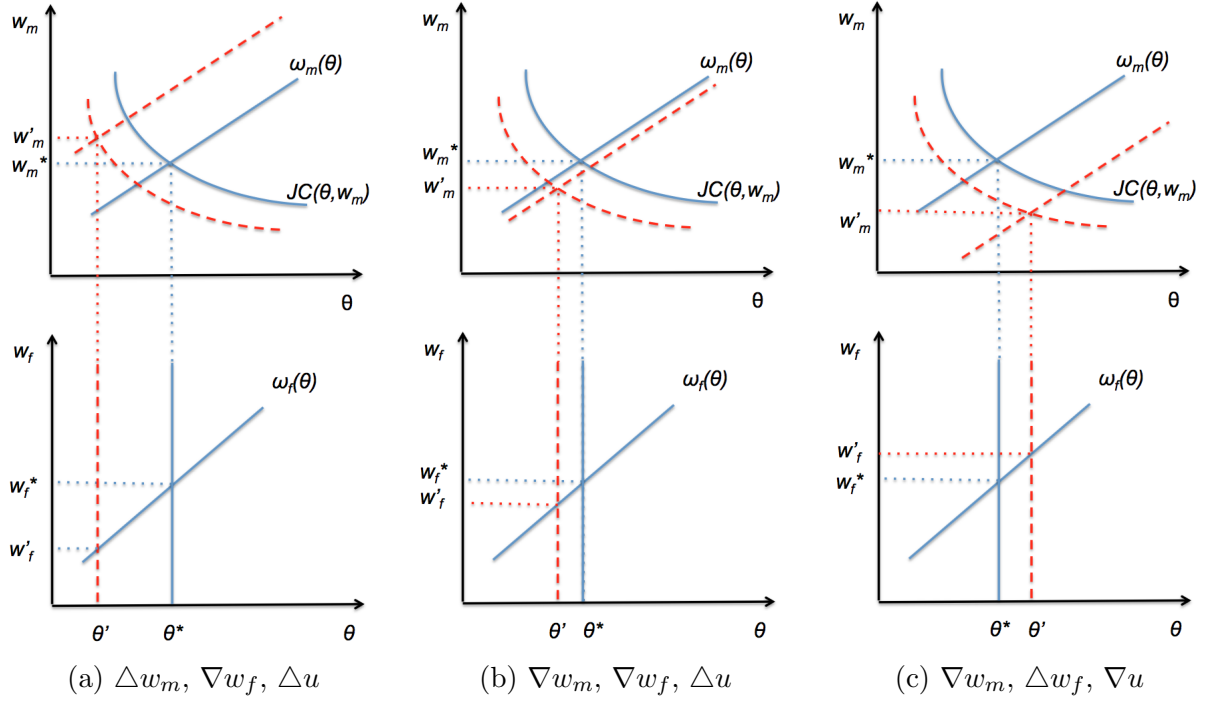 w_m
ω_m(θ)
w'_m
w_m*
JC(θ,w_m)
θ
w_f
ω_f(θ)
w_f*
w'_f
θ' θ* θ
(a) △w_m, ∇w_f, △u
w_m
ω_m(θ)
w_m*
w'_m
JC(θ,w_m)
θ
w_f
ω_f(θ)
w_f*
w'_f
θ' θ* θ
(b) ∇w_m, ∇w_f, △u
w_m
ω_m(θ)
w_m*
JC(θ,w_m)
w'_m
θ
w_f
ω_f(θ)
w'_f
w_f*
θ* θ' θ
(c) ∇w_m, △w_f, ∇u